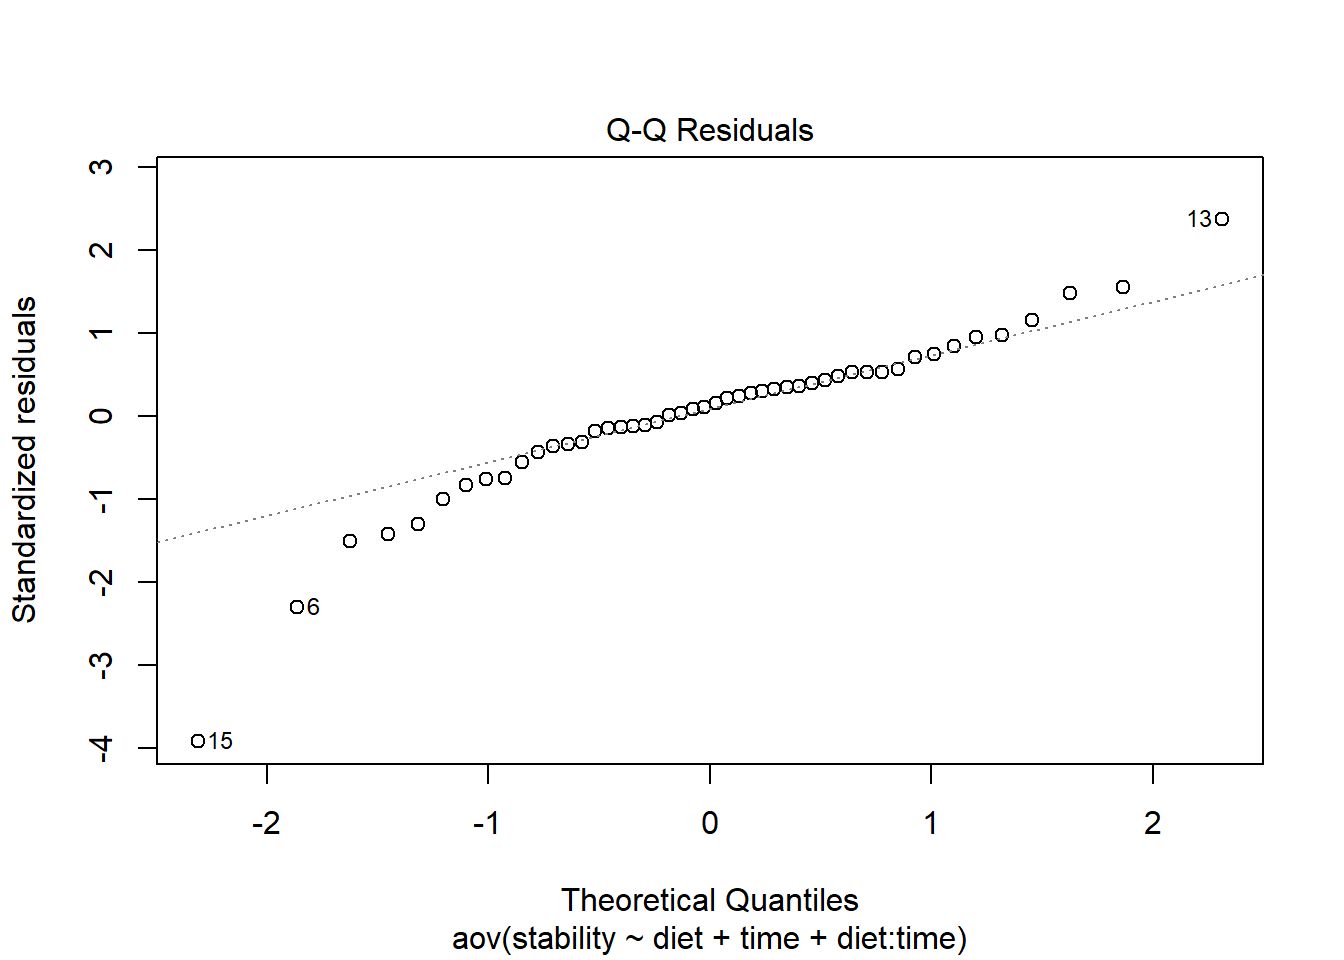 Q-Q Residuals
Standardized residuals
3
2
1
0
-1
-2
-3
-4
13
6
15
-2 -1 0 1 2
Theoretical Quantiles
aov(stability ~ diet + time + diet:time)